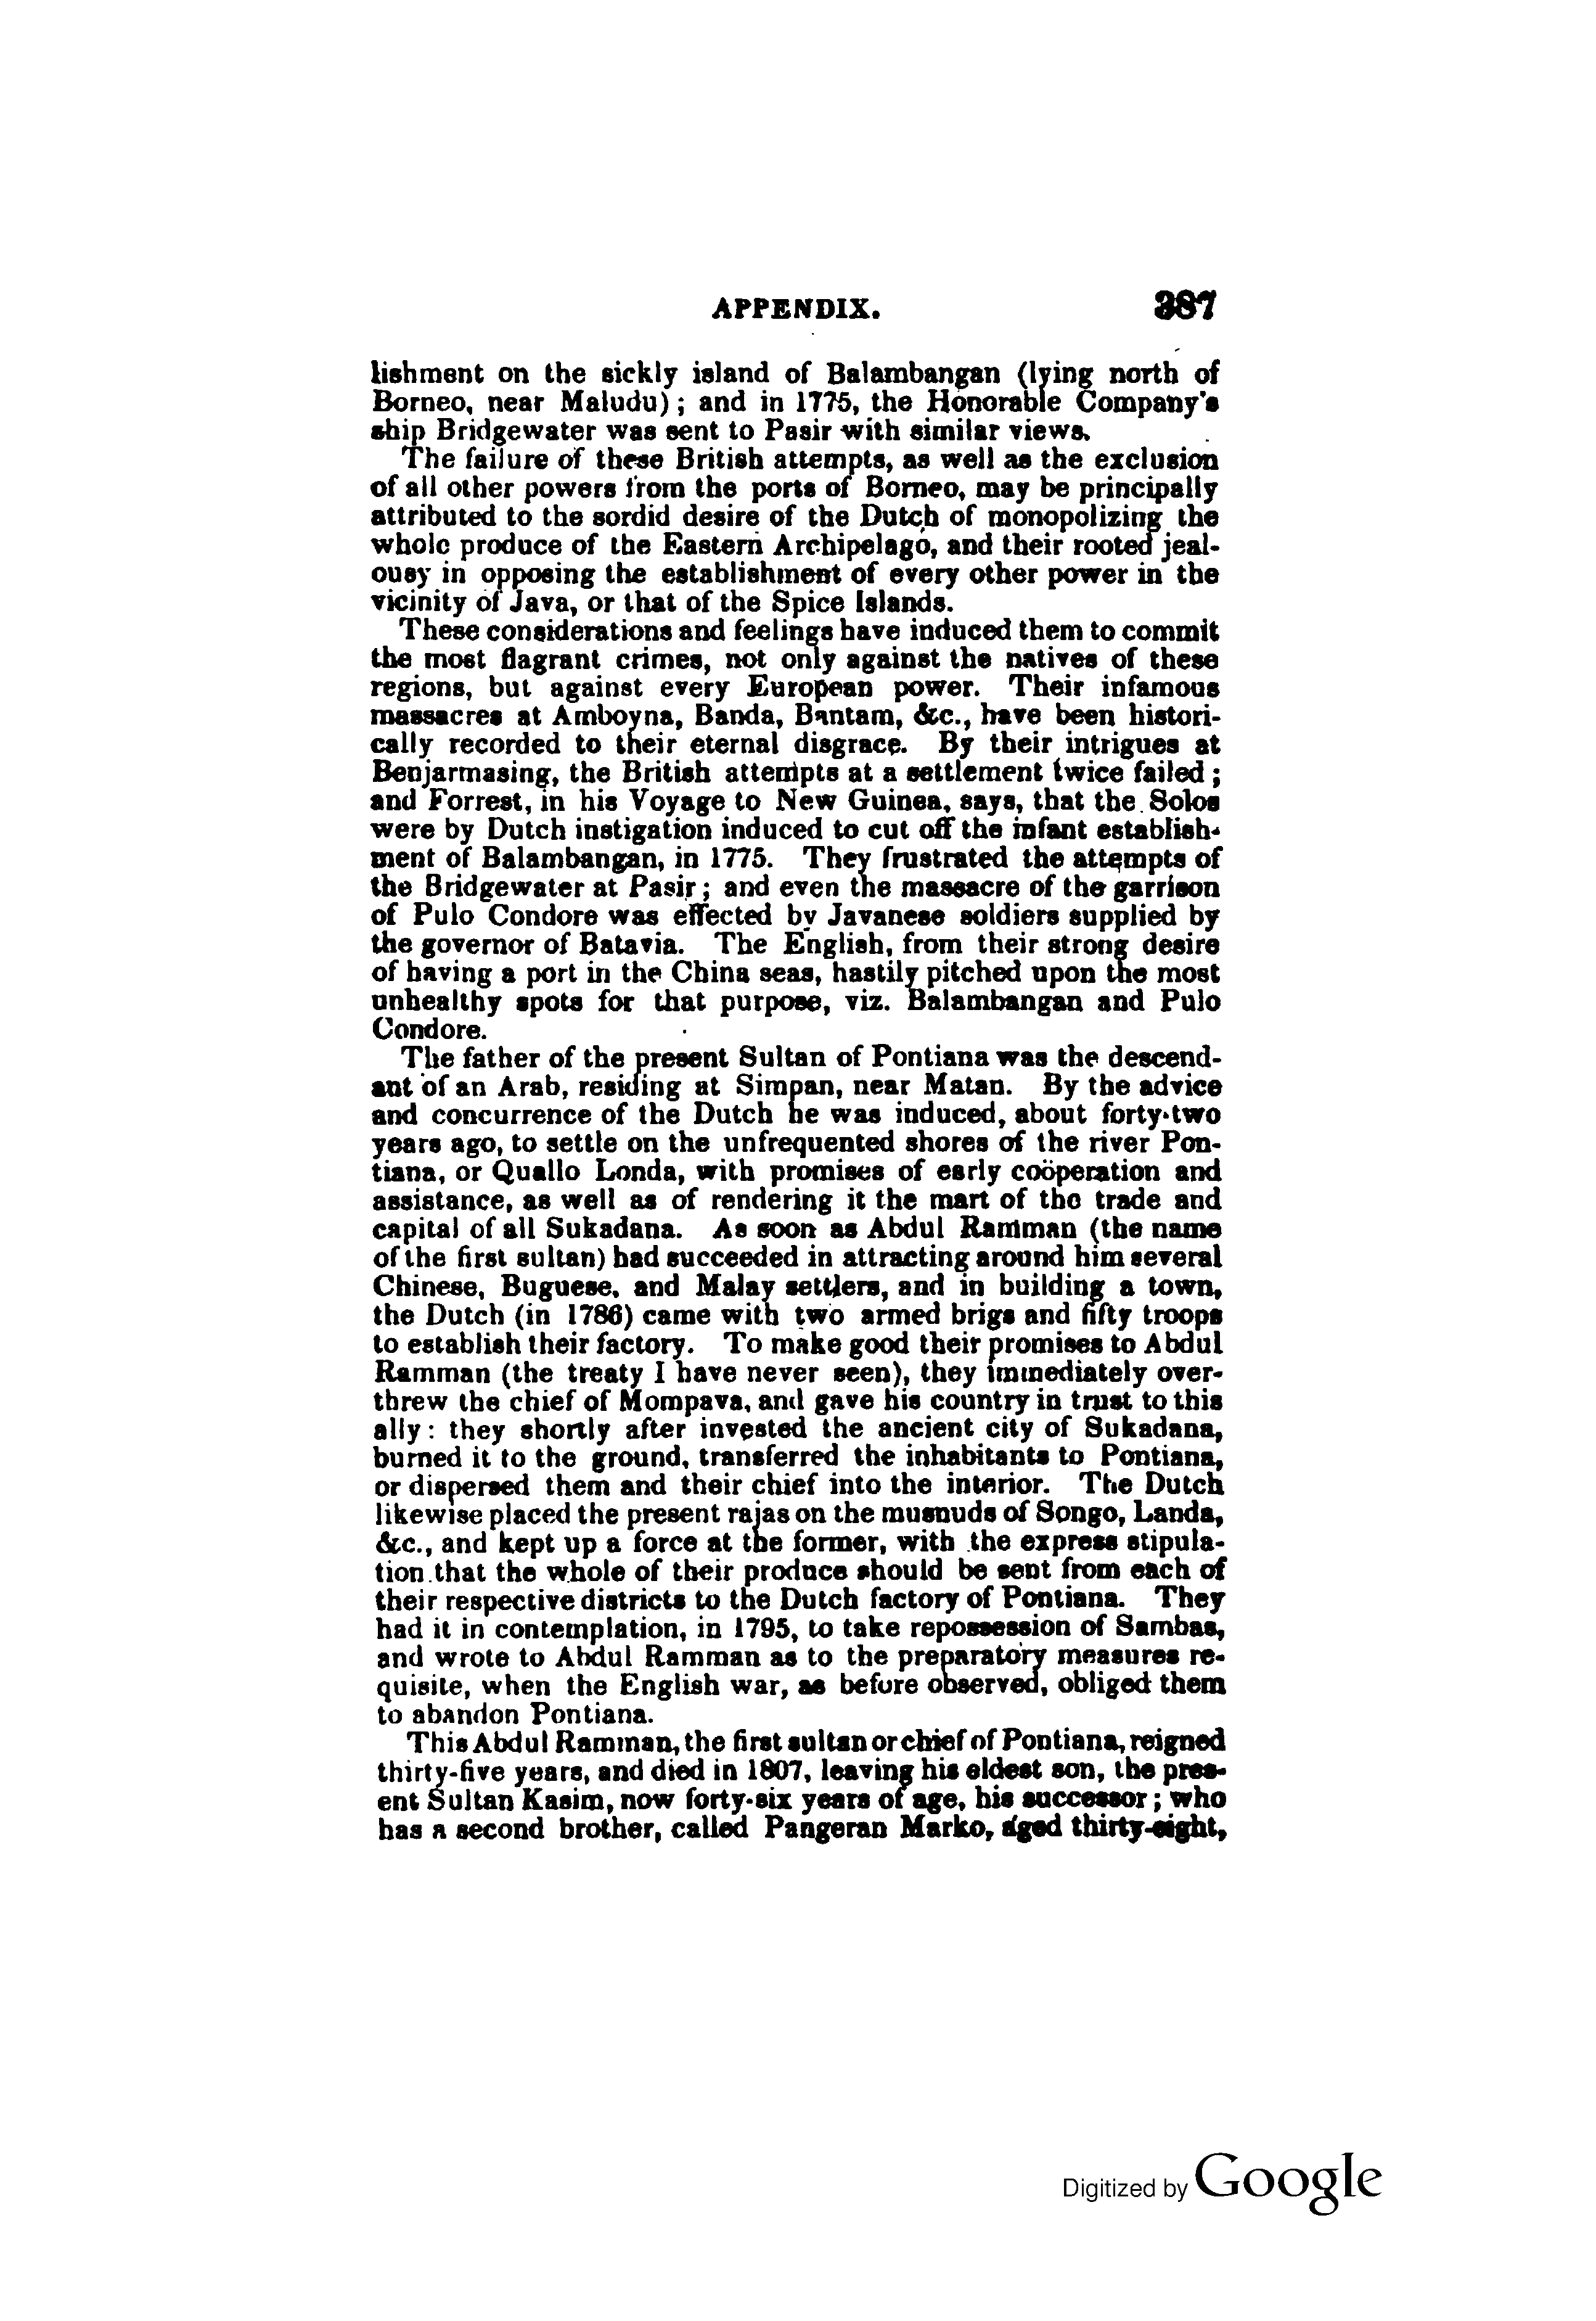 APPENDIX. 387
lishment on the sickly island of Balambangan (lying north of
Borneo, near Maludu); and in 1775, the Honorable Company's
ship Bridgewater was sent to Pasir with similar views.
The failure of these British attempts, as well as the exclusion
of all other powers from the ports of Borneo, may be principally
attributed to the sordid desire of the Dutch of monopolizing the
whole produce of the Eastern Archipelago, and their rooted jeal-
ousy in opposing the establishment of every other power in the
vicinity of Java, or that of the Spice Islands.
These considerations and feelings have induced them to commit
the most flagrant crimes, not only against the natives of these
regions, but against every European power. Their infamous
massacres at Amboyna, Banda, Bantam, &c., have been histori-
cally recorded to their eternal disgrace. By their intrigues at
Benjarmasing, the British attempts at a settlement twice failed;
and Forrest, in his Voyage to New Guinea, says, that the Solos
were by Dutch instigation induced to cut off the infant establish-
ment of Balambangan, in 1775. They frustrated the attempts of
the Bridgewater at Pasir; and even the massacre of the garrison
of Pulo Condore was effected by Javanese soldiers supplied by
the governor of Batavia. The English, from their strong desire
of having a port in the China seas, hastily pitched upon the most
unhealthy spots for that purpose, viz. Balambangan and Pulo
Condore.
The father of the present Sultan of Pontiana was the descend-
ant of an Arab, residing at Simpan, near Matan. By the advice
and concurrence of the Dutch he was induced, about forty-two
years ago, to settle on the unfrequented shores of the river Pon-
tiana, or Quallo Londa, with promises of early coöperation and
assistance, as well as of rendering it the mart of the trade and
capital of all Sukadana. As soon as Abdul Ramman (the name
of the first sultan) had succeeded in attracting around him several
Chinese, Buguese, and Malay settlers, and in building a town,
the Dutch (in 1786) came with two armed brigs and fifty troops
to establish their factory. To make good their promises to Abdul
Ramman (the treaty I have never seen), they immediately over-
threw the chief of Mompava, and gave his country in trust to this
ally: they shortly after invested the ancient city of Sukadana,
burned it to the ground, transferred the inhabitants to Pontiana,
or dispersed them and their chief into the interior. The Dutch
likewise placed the present rajas on the musnuds of Songo, Landa,
&c., and kept up a force at the former, with the express stipula-
tion that the whole of their produce should be sent from each of
their respective districts to the Dutch factory of Pontiana. They
had it in contemplation, in 1795, to take repossession of Sambas,
and wrote to Abdul Ramman as to the preparatory measures re-
quisite, when the English war, as before observed, obliged them
to abandon Pontiana.
This Abdul Ramman, the first sultan or chief of Pontiana, reigned
thirty-five years, and died in 1807, leaving his eldest son, the pres-
ent Sultan Kasim, now forty-six years of age, his successor; who
has a second brother, called Pangeran Marko, aged thirty-eight,
Digitized by Google